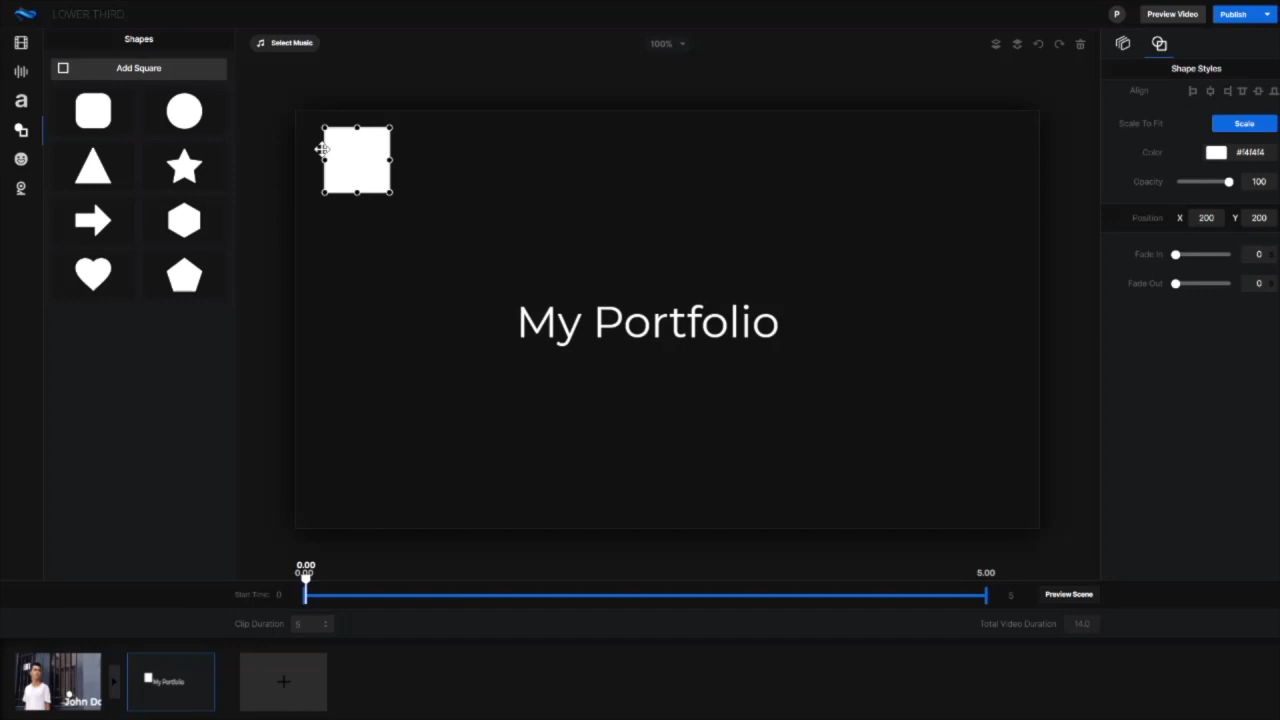 LOWER THIRD
P
Preview Video
Publish
Shapes
Select Music
100%
Add Square
Shape Styles
Align
Scale To Fit
Scale
Color
#f4f4f4
Opacity
100
Position
X
200
Y
200
Fade In
0
Fade Out
0
a
My Portfolio
0.00
0.00
5.00
Start Time: 0
5
Preview Scene
Clip Duration
5
Total Video Duration
14.0
John Do
My Portfolio